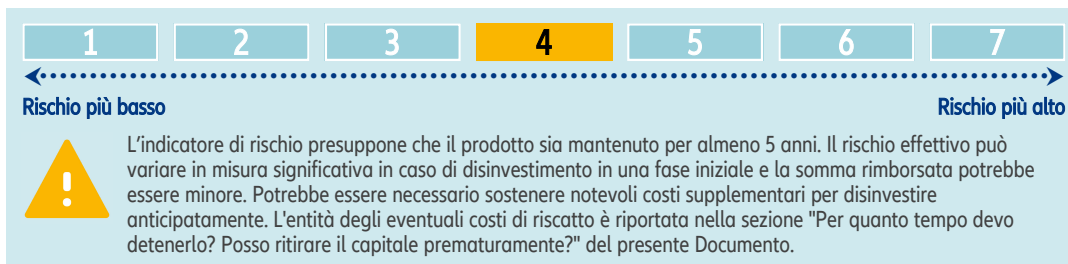 1 2 3 4 5 6 7
Rischio più basso Rischio più alto
L'indicatore di rischio presuppone che il prodotto sia mantenuto per almeno 5 anni. Il rischio effettivo può
variare in misura significativa in caso di disinvestimento in una fase iniziale e la somma rimborsata potrebbe
essere minore. Potrebbe essere necessario sostenere notevoli costi supplementari per disinvestire
anticipatamente. L'entità degli eventuali costi di riscatto è riportata nella sezione "Per quanto tempo devo
detenerlo? Posso ritirare il capitale prematuramente?" del presente Documento.